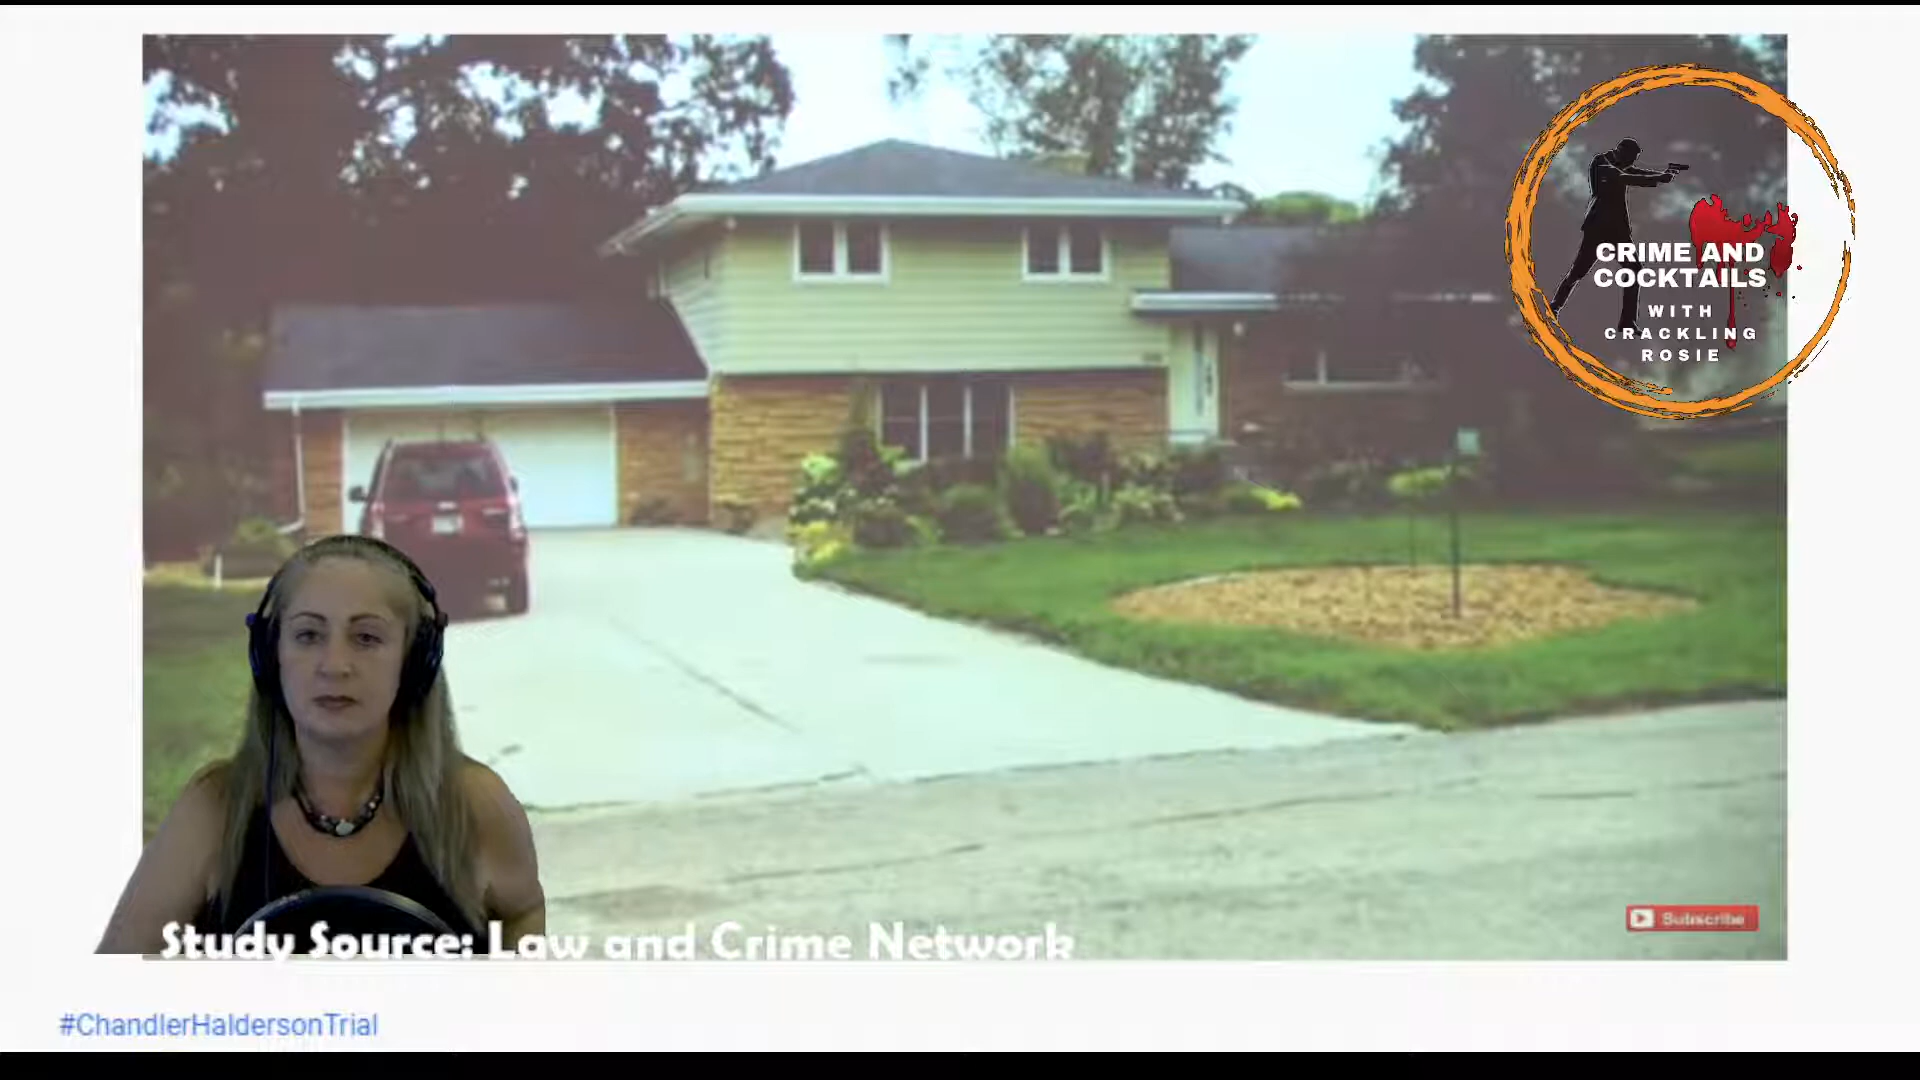 CRIME AND
COCKTAILS
WITH
CRACKLING
ROSIE
Subscribe
Study Source: Law and Crime Network
#ChandlerHaldersonTrial